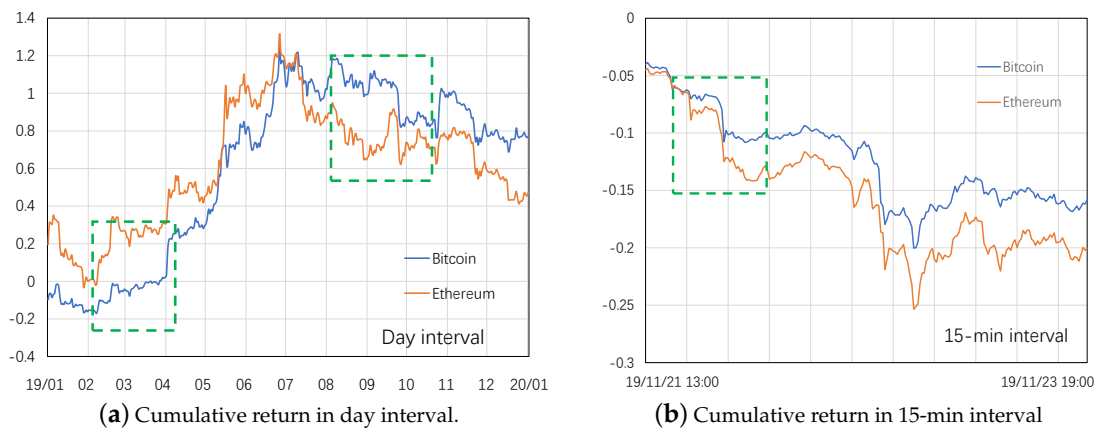 1.4
1.2
1
0.8
0.6
0.4
0.2
0
-0.2
-0.4
Bitcoin
Ethereum
Day interval
19/01 02 03 04 05 06 07 08 09 10 11 12 20/01
(a) Cumulative return in day interval.
0
-0.05
-0.1
-0.15
-0.2
-0.25
-0.3
Bitcoin
Ethereum
15-min interval
19/11/21 13:00 19/11/23 19:00
(b) Cumulative return in 15-min interval